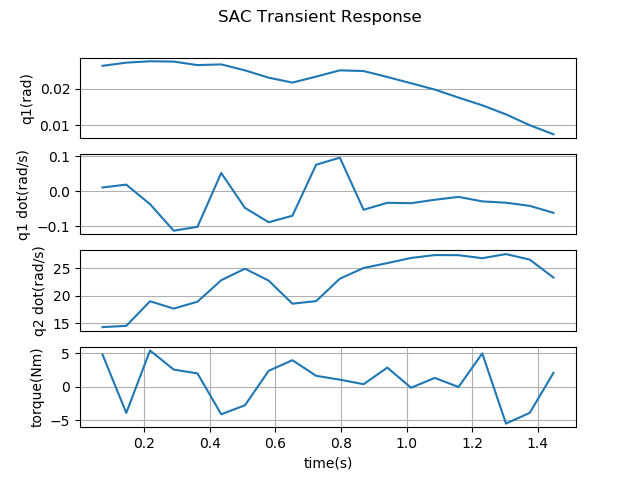 SAC Transient Response
q1(rad)
0.02
0.01
q1 dot(rad/s)
0.1
0.0
−0.1
q2 dot(rad/s)
25
20
15
torque(Nm)
5
0
−5
0.2 0.4 0.6 0.8 1.0 1.2 1.4
time(s)